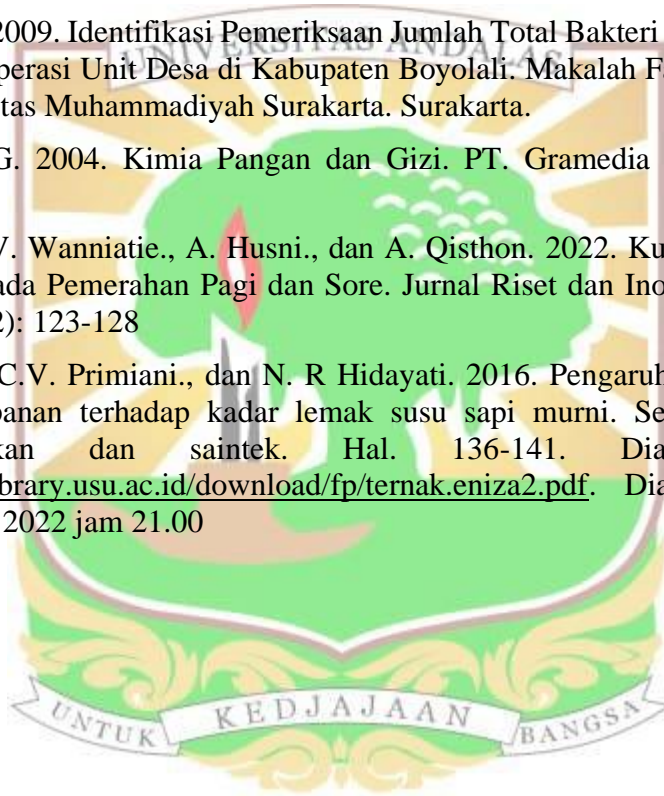 2009. Identifikasi Pemeriksaan Jumlah Total Bakteri
UNIVERSITAS ANDALAS
perasi Unit Desa di Kabupaten Boyolali. Makalah Fa
tas Muhammadiyah Surakarta. Surakarta.
G. 2004. Kimia Pangan dan Gizi. PT. Gramedia
V. Wanniatie., A. Husni., dan A. Qisthon. 2022. Ku
ada Pemerahan Pagi dan Sore. Jurnal Riset dan Ino
2): 123-128
C.V. Primiani., dan N. R Hidayati. 2016. Pengaruh
panan terhadap kadar lemak susu sapi murni. Se
kan dan saintek. Hal. 136-141. Dia
brary.usu.ac.id/download/fp/ternak.eniza2.pdf. Dia
2022 jam 21.00
UNTUK KEDJAJAAN BANGSA